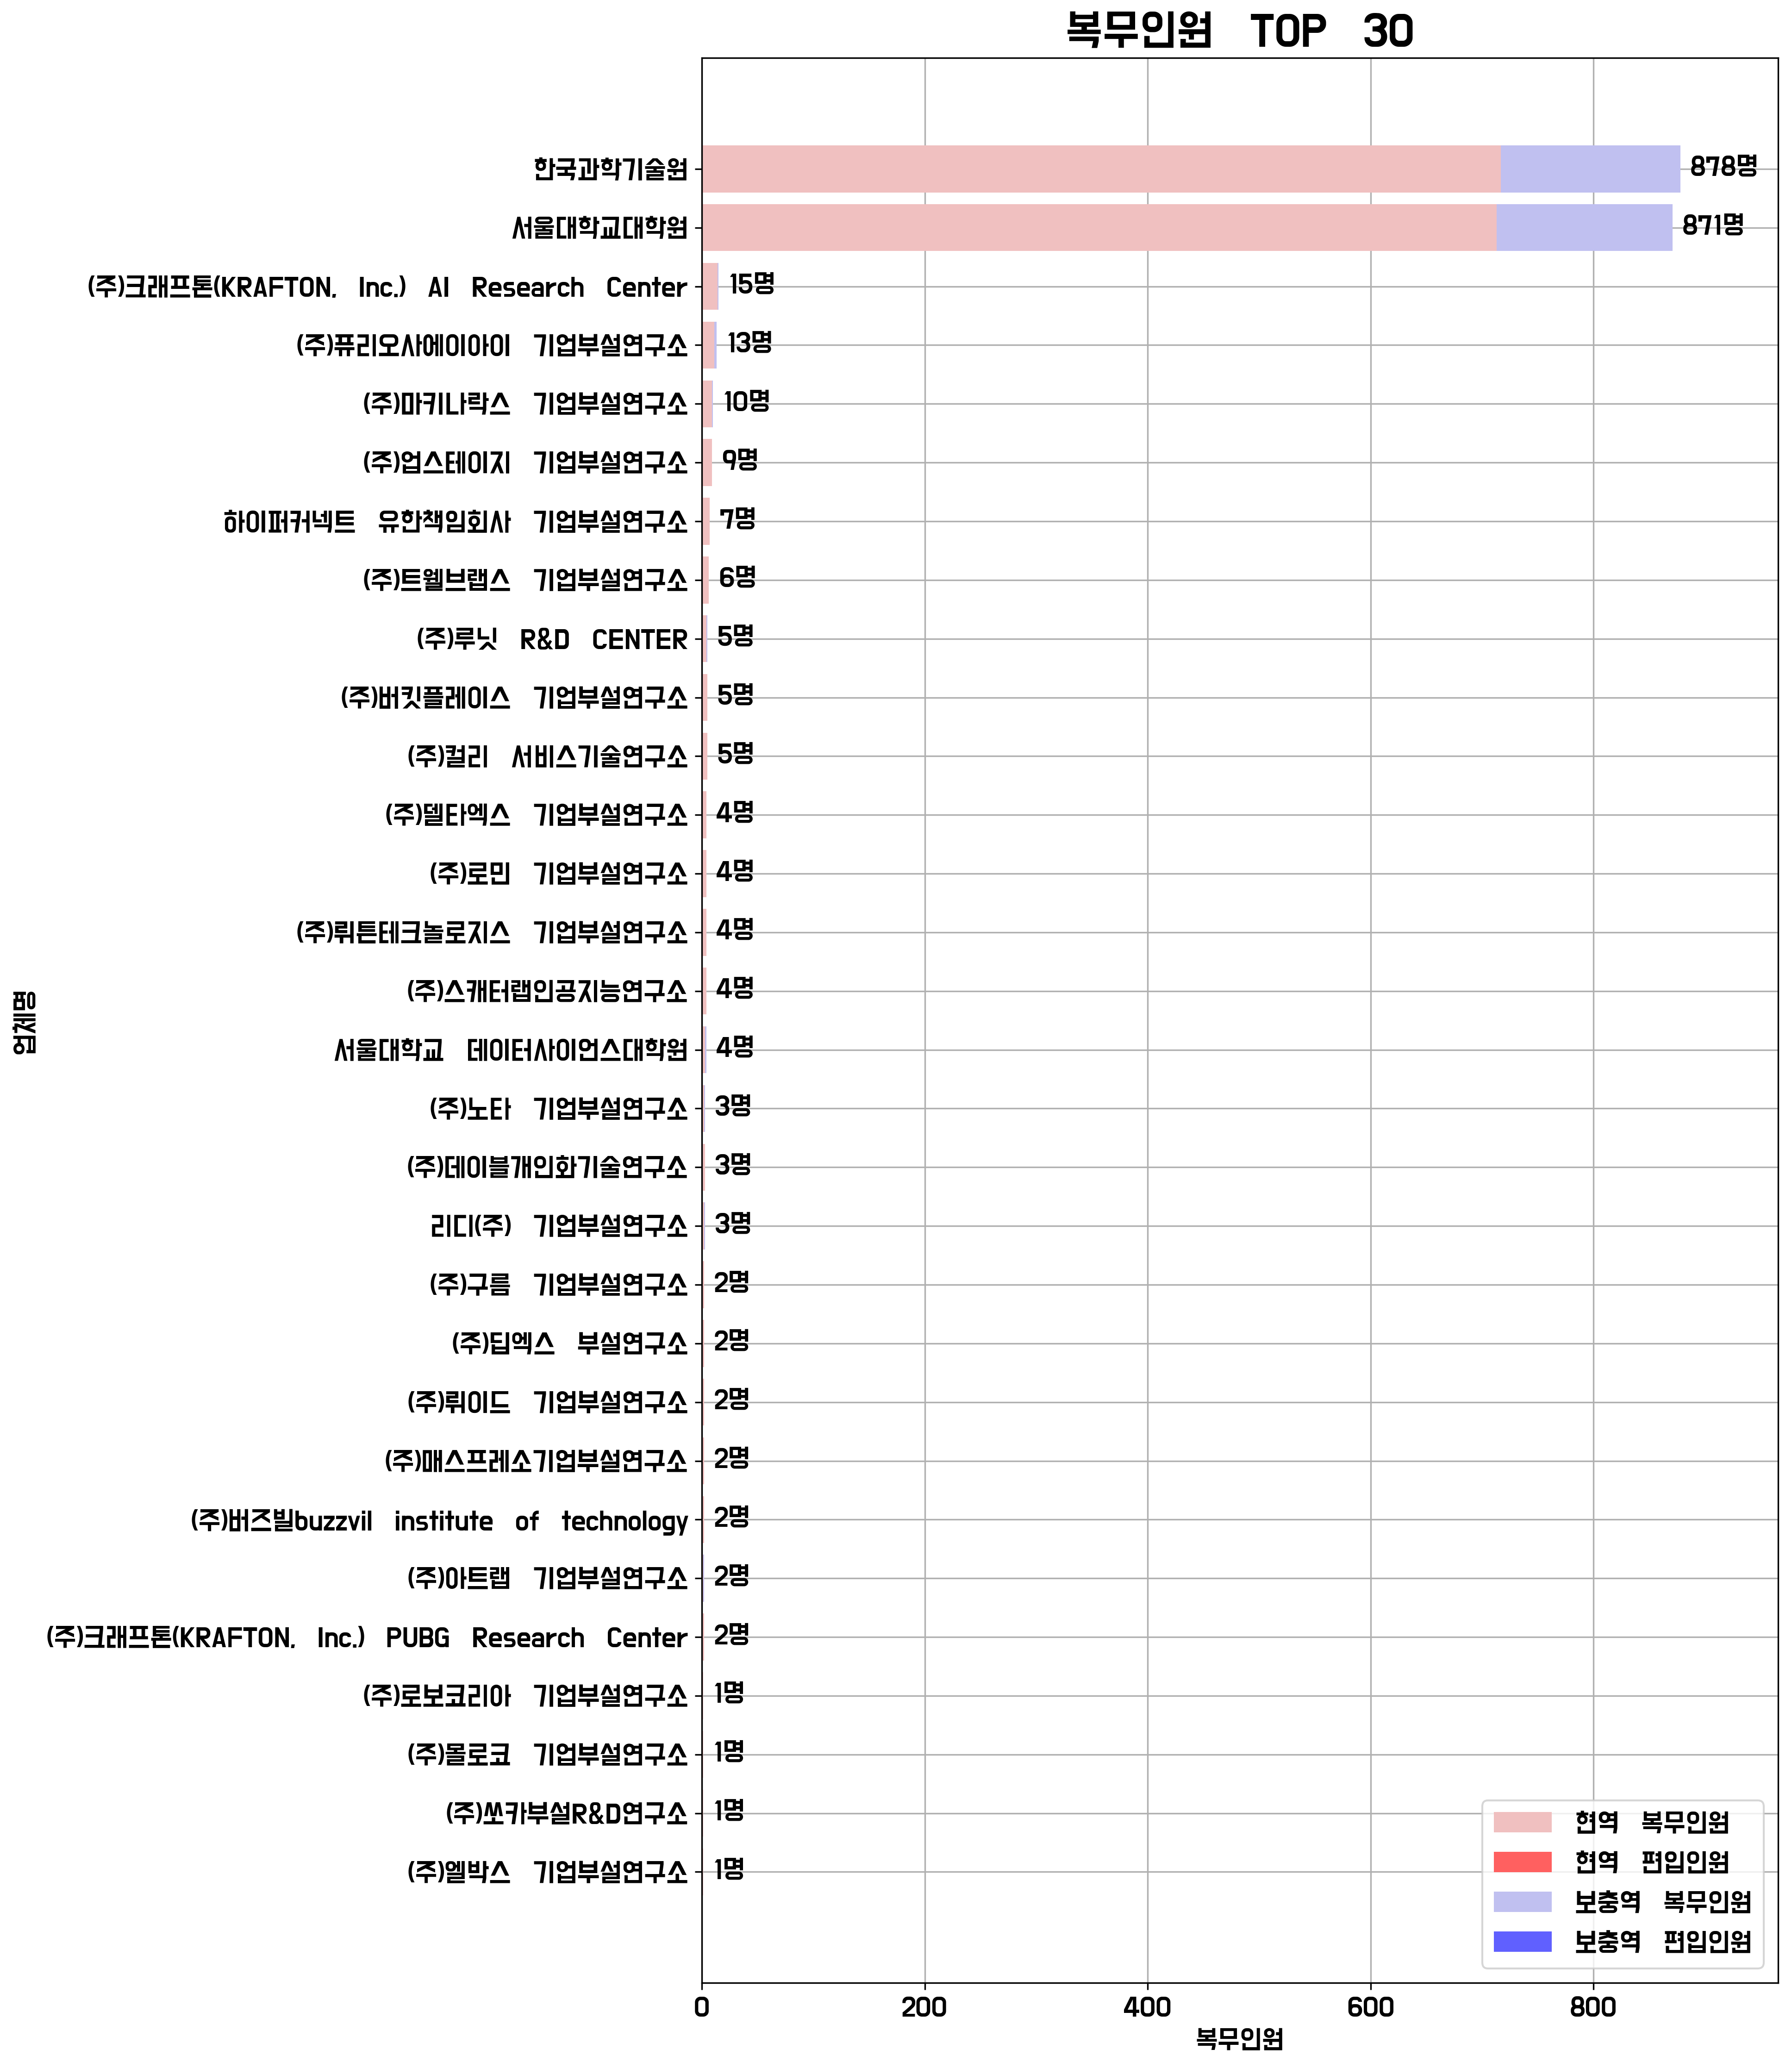 복무인원 TOP 30
한국과학기술원 878명
서울대학교대학원 871명
(주)크래프톤(KRAFTON, Inc.) AI Research Center 15명
(주)퓨리오사에이아이 기업부설연구소 13명
(주)마키나락스 기업부설연구소 10명
(주)업스테이지 기업부설연구소 9명
하이퍼커넥트 유한책임회사 기업부설연구소 7명
(주)트웰브랩스 기업부설연구소 6명
(주)루닛 R&D CENTER 5명
(주)버킷플레이스 기업부설연구소 5명
(주)컬리 서비스기술연구소 5명
(주)델타엑스 기업부설연구소 4명
(주)로민 기업부설연구소 4명
(주)뤼튼테크놀로지스 기업부설연구소 4명
(주)스캐터랩인공지능연구소 4명
서울대학교 데이터사이언스대학원 4명
(주)노타 기업부설연구소 3명
(주)데이블개인화기술연구소 3명
리디(주) 기업부설연구소 3명
(주)구름 기업부설연구소 2명
(주)딥엑스 부설연구소 2명
(주)뤼이드 기업부설연구소 2명
(주)매스프레소기업부설연구소 2명
(주)버즈빌buzzvil institute of technology 2명
(주)아트랩 기업부설연구소 2명
(주)크래프톤(KRAFTON, Inc.) PUBG Research Center 2명
(주)로보코리아 기업부설연구소 1명
(주)몰로코 기업부설연구소 1명
(주)쏘카부설R&D연구소 1명
(주)엘박스 기업부설연구소 1명
업체명
현역 복무인원
현역 편입인원
보충역 복무인원
보충역 편입인원
0 200 400 600 800
복무인원